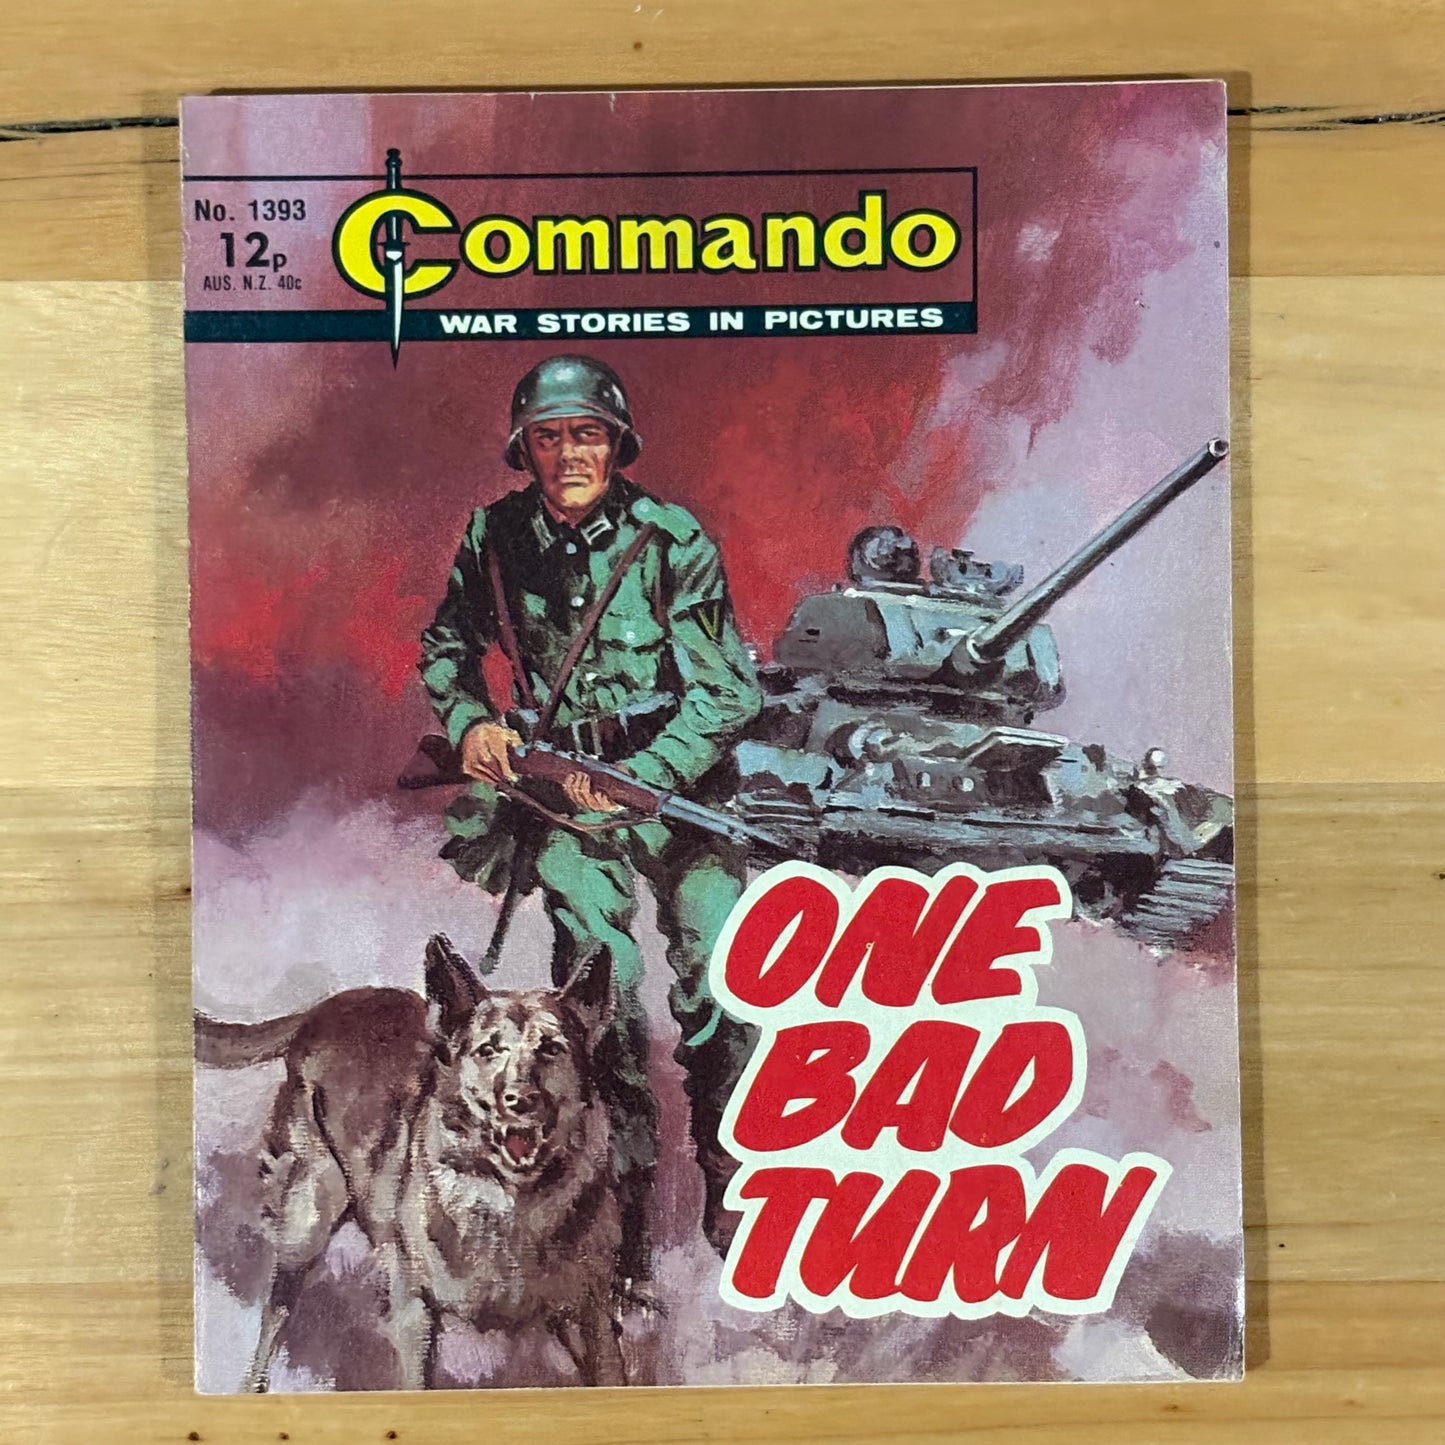 No. 1393
12p
AUS. N.Z. 40c
Commando
WAR STORIES IN PICTURES
ONE
BAD
TURN